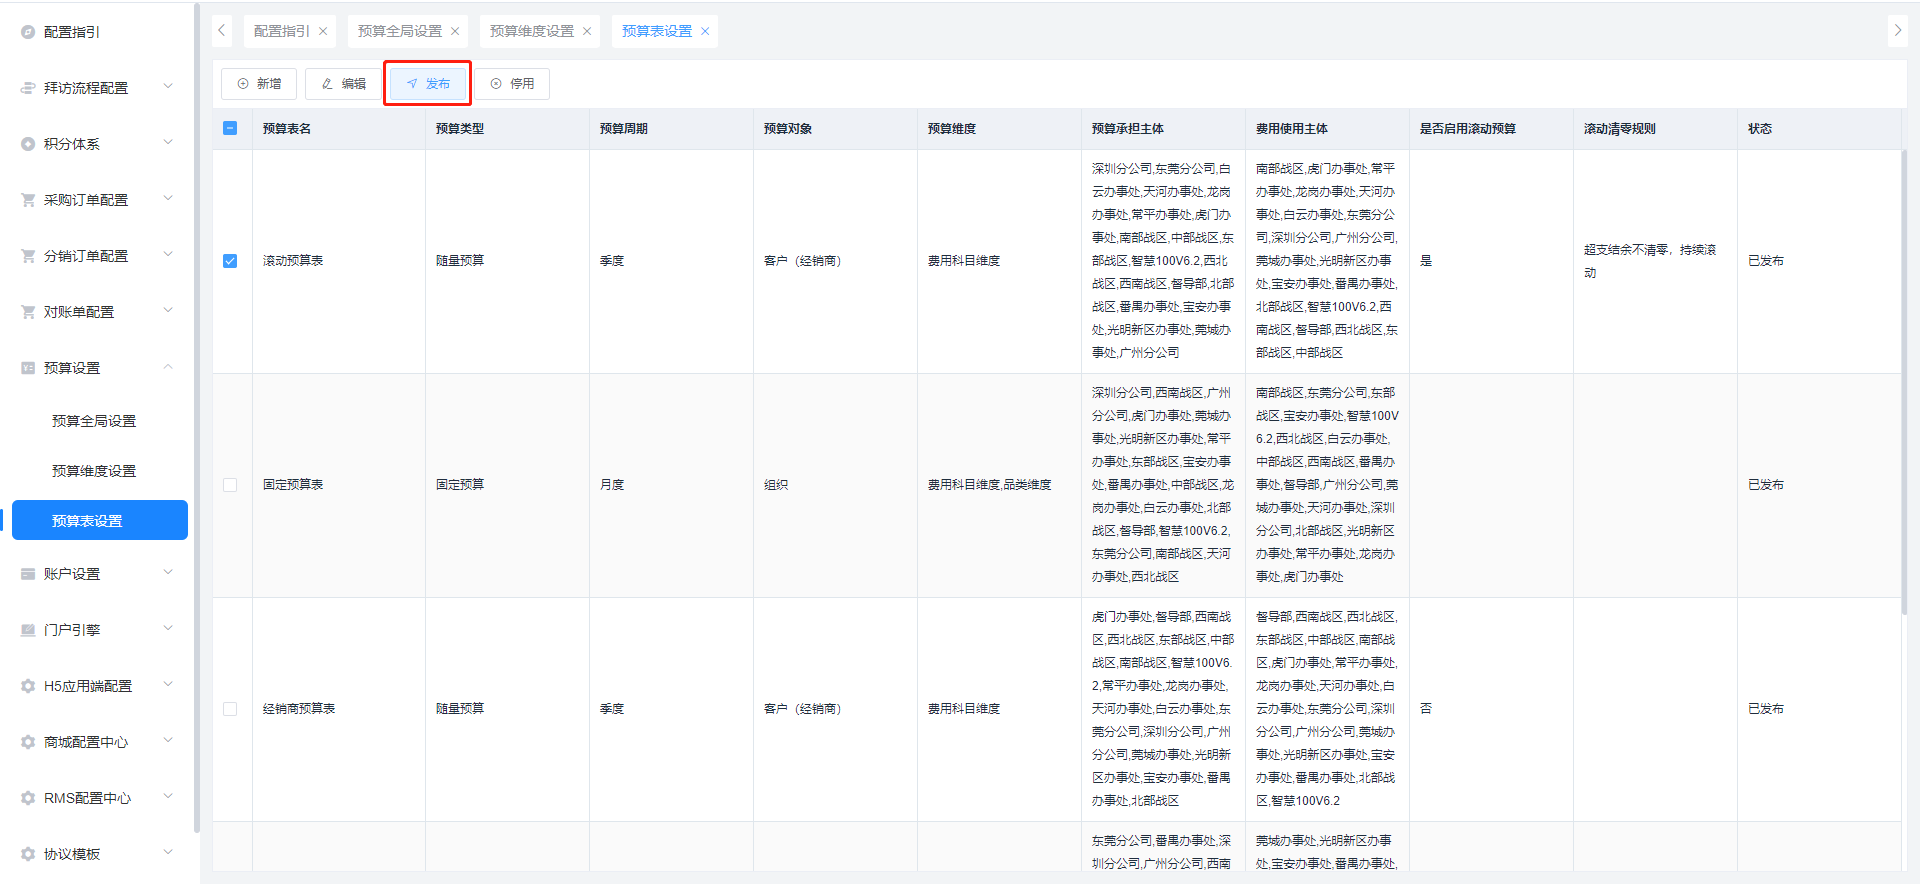 配置指引
拜访流程配置
积分体系
采购订单配置
分销订单配置
对账单配置
预算设置
预算全局设置
预算维度设置
预算表设置
账户设置
门户引擎
H5应用端配置
商城配置中心
RMS配置中心
协议模板
配置指引 预算全局设置 预算维度设置 预算表设置
新增 编辑 发布 停用
预算表名 预算类型 预算周期 预算对象 预算维度 预算承担主体 费用使用主体 是否启用滚动预算 滚动清零规则 状态
滚动预算表 随量预算 季度 客户（经销商） 费用科目维度
深圳分公司,东莞分公司,白
云办事处,天河办事处,龙岗
办事处,常平办事处,虎门办
事处,南部战区,中部战区,东
部战区,智慧100V6.2,西北
战区,西南战区,督导部,北部
战区,番禺办事处,宝安办事
处,光明新区办事处,莞城办
事处,广州分公司
南部战区,虎门办事处,常平
办事处,龙岗办事处,天河办
事处,白云办事处,东莞分公
司,深圳分公司,广州分公司,
莞城办事处,光明新区办事
处,宝安办事处,番禺办事处,
北部战区,智慧100V6.2,西
南战区,督导部,西北战区,东
部战区,中部战区
是
超支结余不清零，持续滚
动
已发布
固定预算表 固定预算 月度 组织 费用科目维度,品类维度
深圳分公司,西南战区,广州
分公司,虎门办事处,莞城办
事处,光明新区办事处,常平
办事处,东部战区,宝安办事
处,番禺办事处,中部战区,龙
岗办事处,白云办事处,北部
战区,督导部,智慧100V6.2,
东莞分公司,南部战区,天河
办事处,西北战区
南部战区,东莞分公司,东部
战区,宝安办事处,智慧100V
6.2,西北战区,白云办事处,
中部战区,西南战区,番禺办
事处,督导部,广州分公司,莞
城办事处,天河办事处,深圳
分公司,北部战区,光明新区
办事处,常平办事处,龙岗办
事处,虎门办事处
已发布
经销商预算表 随量预算 季度 客户（经销商） 费用科目维度
虎门办事处,督导部,西南战
区,西北战区,东部战区,中部
战区,南部战区,智慧100V6.
2,常平办事处,龙岗办事处,
天河办事处,白云办事处,东
莞分公司,深圳分公司,广州
分公司,莞城办事处,光明新
区办事处,宝安办事处,番禺
办事处,北部战区
督导部,西南战区,西北战区,
东部战区,中部战区,南部战
区,虎门办事处,常平办事处,
龙岗办事处,天河办事处,白
云办事处,东莞分公司,深圳
分公司,广州分公司,莞城办
事处,光明新区办事处,宝安
办事处,番禺办事处,北部战
区,智慧100V6.2
否
已发布
东莞分公司,番禺办事处,深
圳分公司,广州分公司,西南
莞城办事处,光明新区办事
处,宝安办事处,番禺办事处,